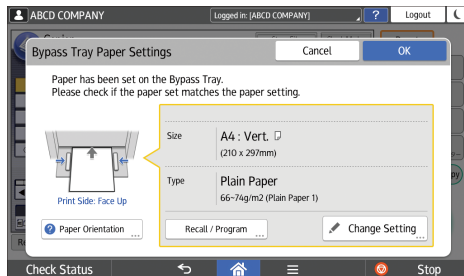 ABCD COMPANY
Logged in: [ABCD COMPANY]
?
Logout
Bypass Tray Paper Settings
Cancel
OK
Paper has been set on the Bypass Tray.
Please check if the paper set matches the paper setting.
Size
A4 : Vert.
(210 x 297mm)
Type
Plain Paper
66~74g/m2 (Plain Paper 1)
Print Side: Face Up
? Paper Orientation ...
Recall / Program ...
Change Setting ...
Check Status
Stop